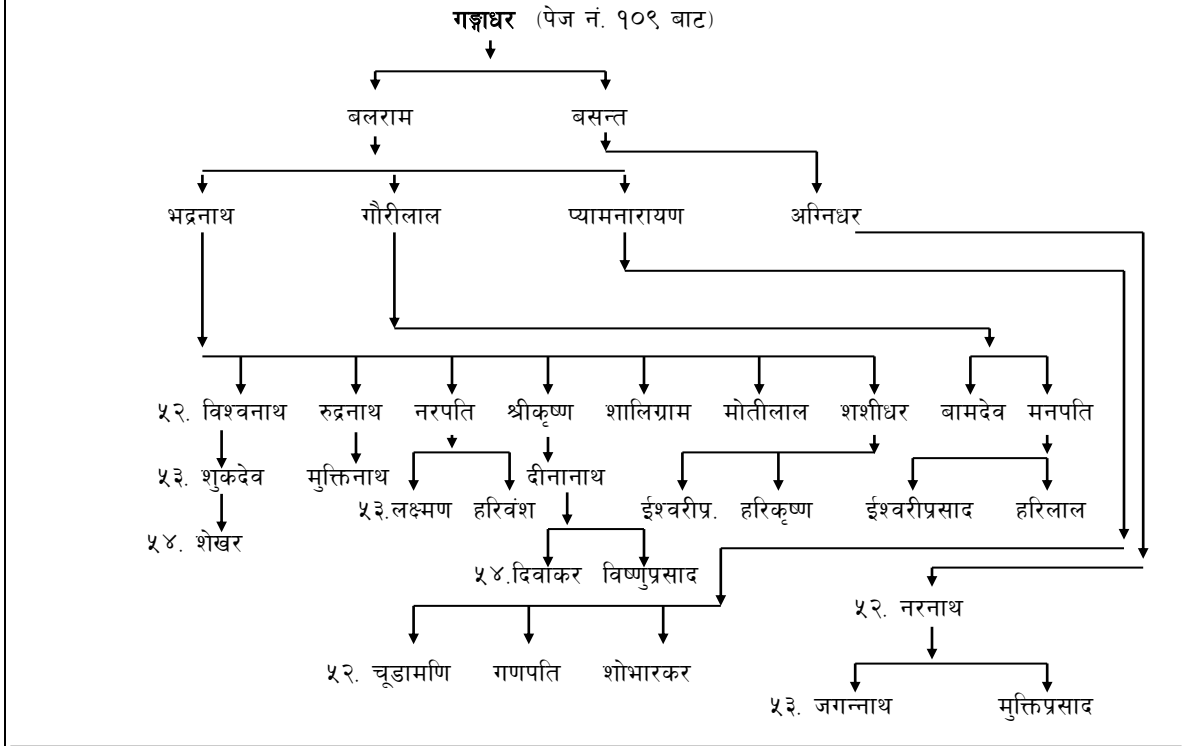 गङ्गाधर (पेज नं. १०९ बाट)
बलराम बसन्त
भद्रनाथ गौरीलाल प्यामनारायण अग्निधर
५२. विश्वनाथ रुद्रनाथ नरपति श्रीकृष्ण शालिग्राम मोतीलाल शशीधर बामदेव मनपति
५३. शुकदेव मुक्तिनाथ दीनानाथ
५३.लक्ष्मण हरिवंश ईश्वरीप्र. हरिकृष्ण ईश्वरीप्रसाद हरिलाल
५४. शेखर
५४.दिवाकर विष्णुप्रसाद
५२. नरनाथ
५२. चूडामणि गणपति शोभारकर
५३. जगन्नाथ मुक्तिप्रसाद